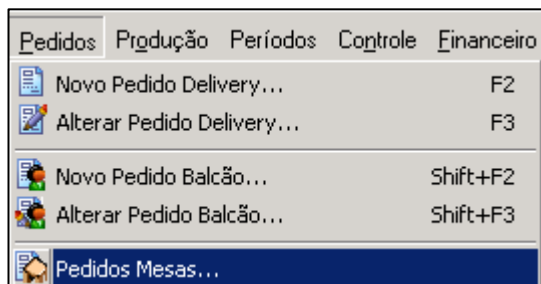 Pedidos Produção Períodos Controle Financeiro
Novo Pedido Delivery... F2
Alterar Pedido Delivery... F3
Novo Pedido Balcão... Shift+F2
Alterar Pedido Balcão... Shift+F3
Pedidos Mesas...